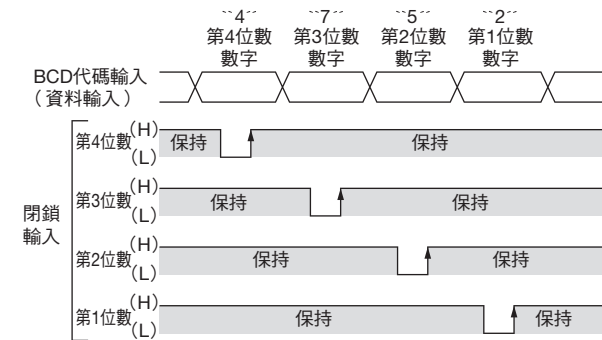 “4” “7” “5” “2”
第4位數 第3位數 第2位數 第1位數
數字 數字 數字 數字
BCD代碼輸入
（資料輸入）
閉鎖
輸入
第4位數 (H) (L) 保持 保持
第3位數 (H) (L) 保持 保持
第2位數 (H) (L) 保持 保持
第1位數 (H) (L) 保持 保持